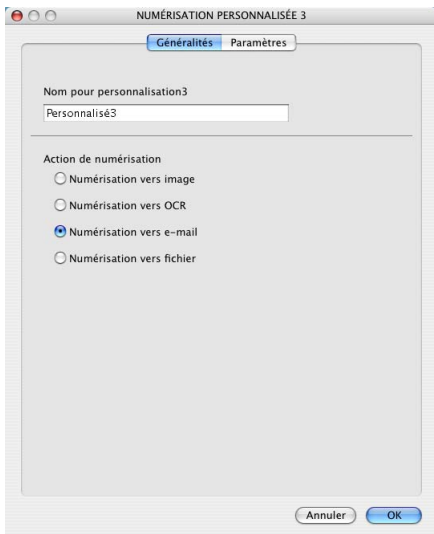 NUMÉRISATION PERSONNALISÉE 3
Généralités Paramètres
Nom pour personnalisation3
Personnalisé3
Action de numérisation
Numérisation vers image
Numérisation vers OCR
Numérisation vers e-mail
Numérisation vers fichier
Annuler OK